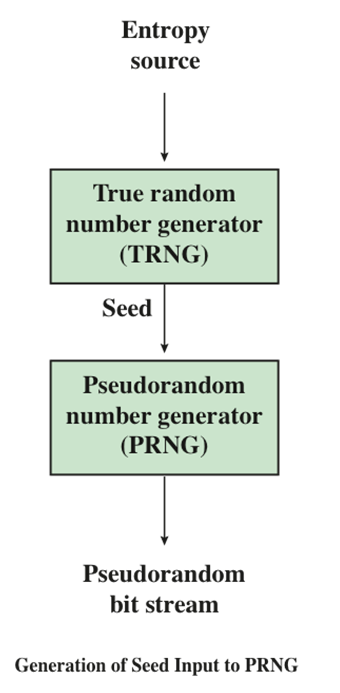 Entropy
source
True random
number generator
(TRNG)
Seed
Pseudorandom
number generator
(PRNG)
Pseudorandom
bit stream
Generation of Seed Input to PRNG